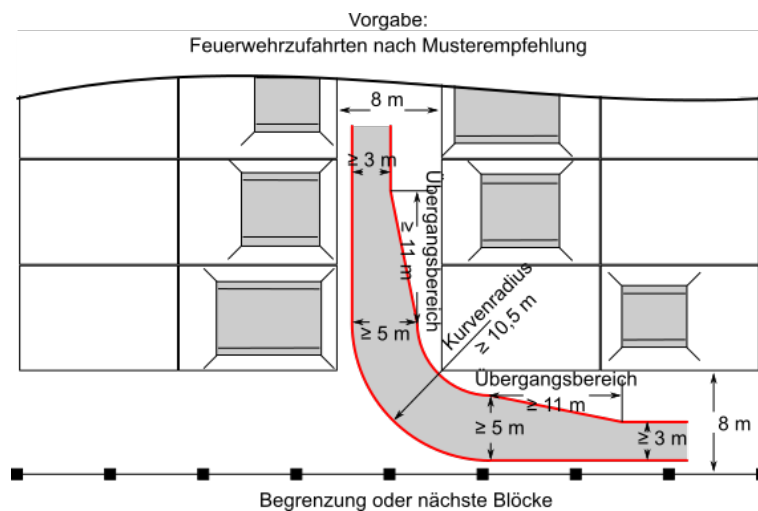 Vorgabe:
Feuerwehrzufahrten nach Musterempfehlung
8 m
≥ 3 m
Übergangsbereich
≥ 11 m
Kurvenradius
≥ 10,5 m
≥ 5 m
Übergangsbereich
≥ 11 m
≥ 5 m
≥ 3 m
8 m
Begrenzung oder nächste Blöcke